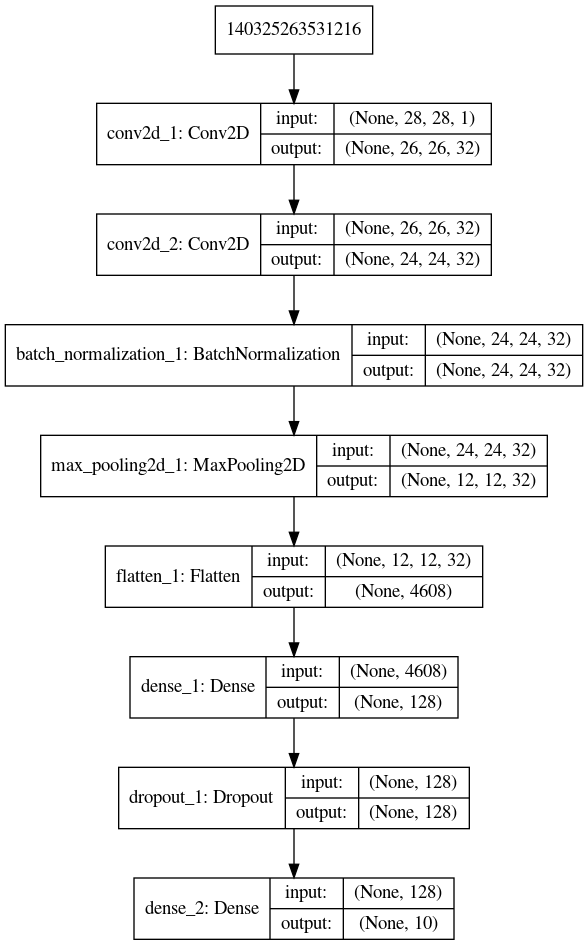 140325263531216
conv2d_1: Conv2D
input:
(None, 28, 28, 1)
output:
(None, 26, 26, 32)
conv2d_2: Conv2D
input:
(None, 26, 26, 32)
output:
(None, 24, 24, 32)
batch_normalization_1: BatchNormalization
input:
(None, 24, 24, 32)
output:
(None, 24, 24, 32)
max_pooling2d_1: MaxPooling2D
input:
(None, 24, 24, 32)
output:
(None, 12, 12, 32)
flatten_1: Flatten
input:
(None, 12, 12, 32)
output:
(None, 4608)
dense_1: Dense
input:
(None, 4608)
output:
(None, 128)
dropout_1: Dropout
input:
(None, 128)
output:
(None, 128)
dense_2: Dense
input:
(None, 128)
output:
(None, 10)